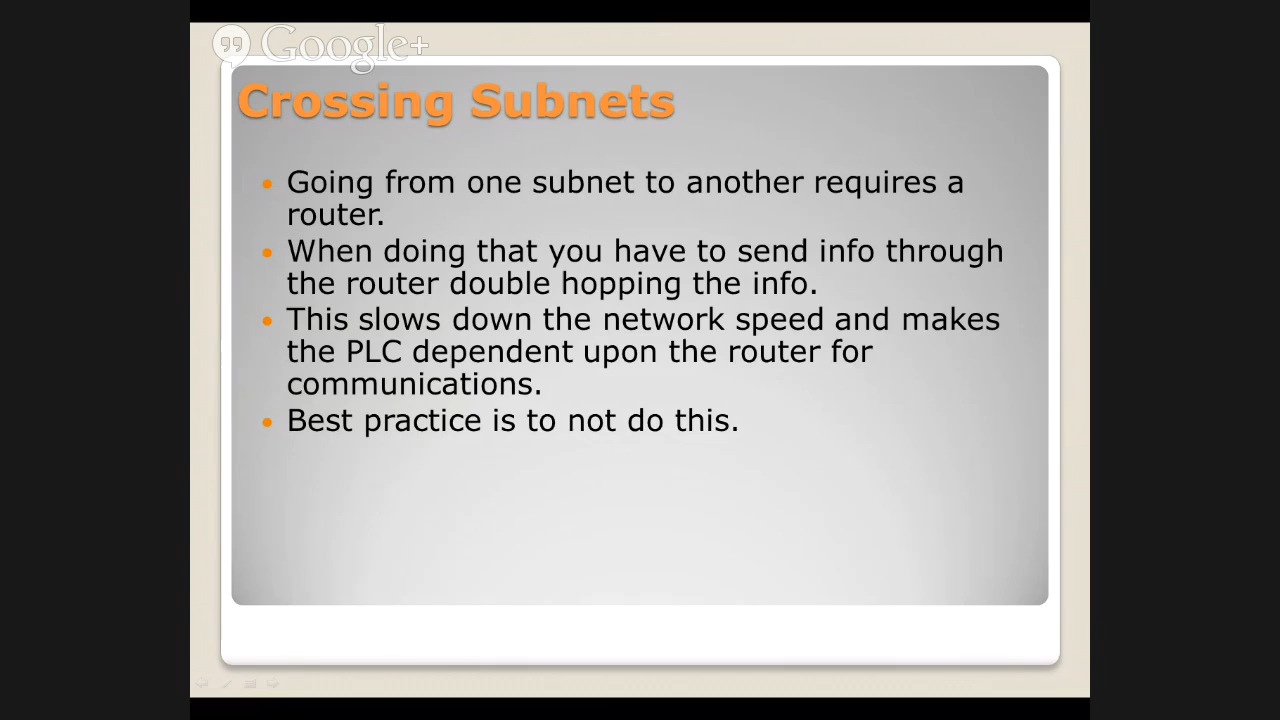 Google+
Crossing Subnets
• Going from one subnet to another requires a
router.
• When doing that you have to send info through
the router double hopping the info.
• This slows down the network speed and makes
the PLC dependent upon the router for
communications.
• Best practice is to not do this.